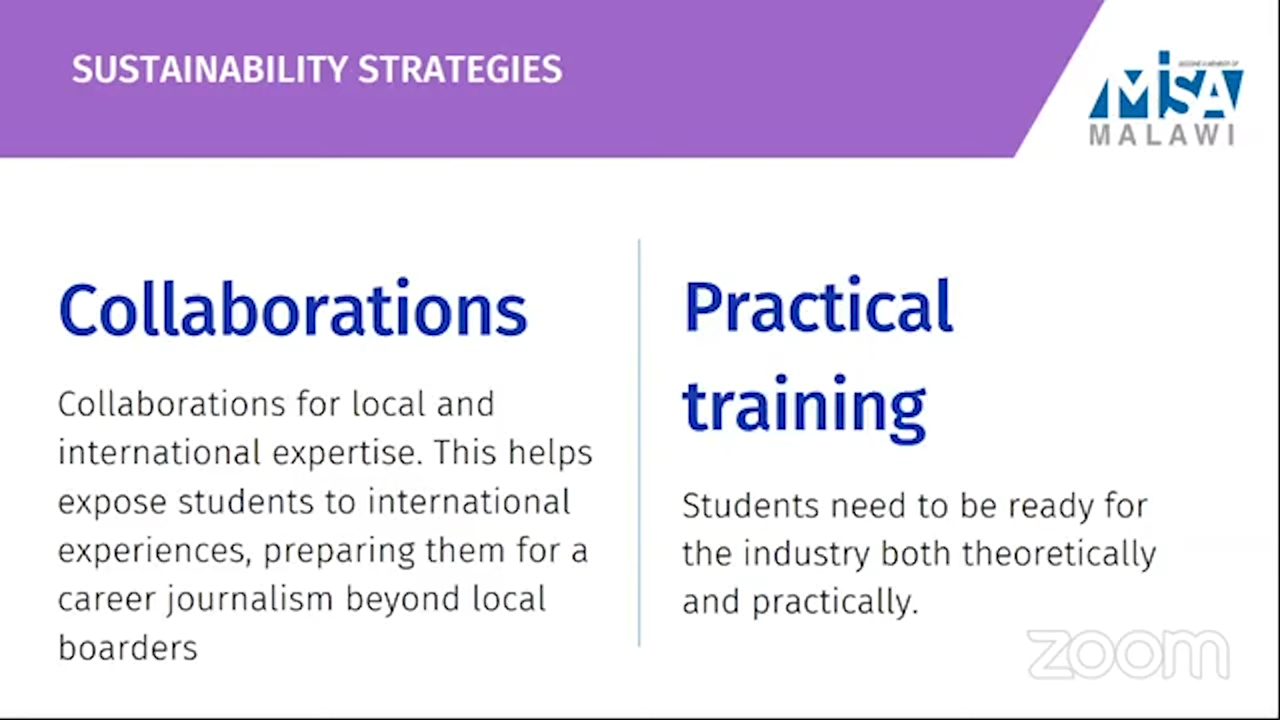 SUSTAINABILITY STRATEGIES
MISA
MALAWI
Collaborations
Collaborations for local and
international expertise. This helps
expose students to international
experiences, preparing them for a
career journalism beyond local
boarders
Practical
training
Students need to be ready for
the industry both theoretically
and practically.
zoom